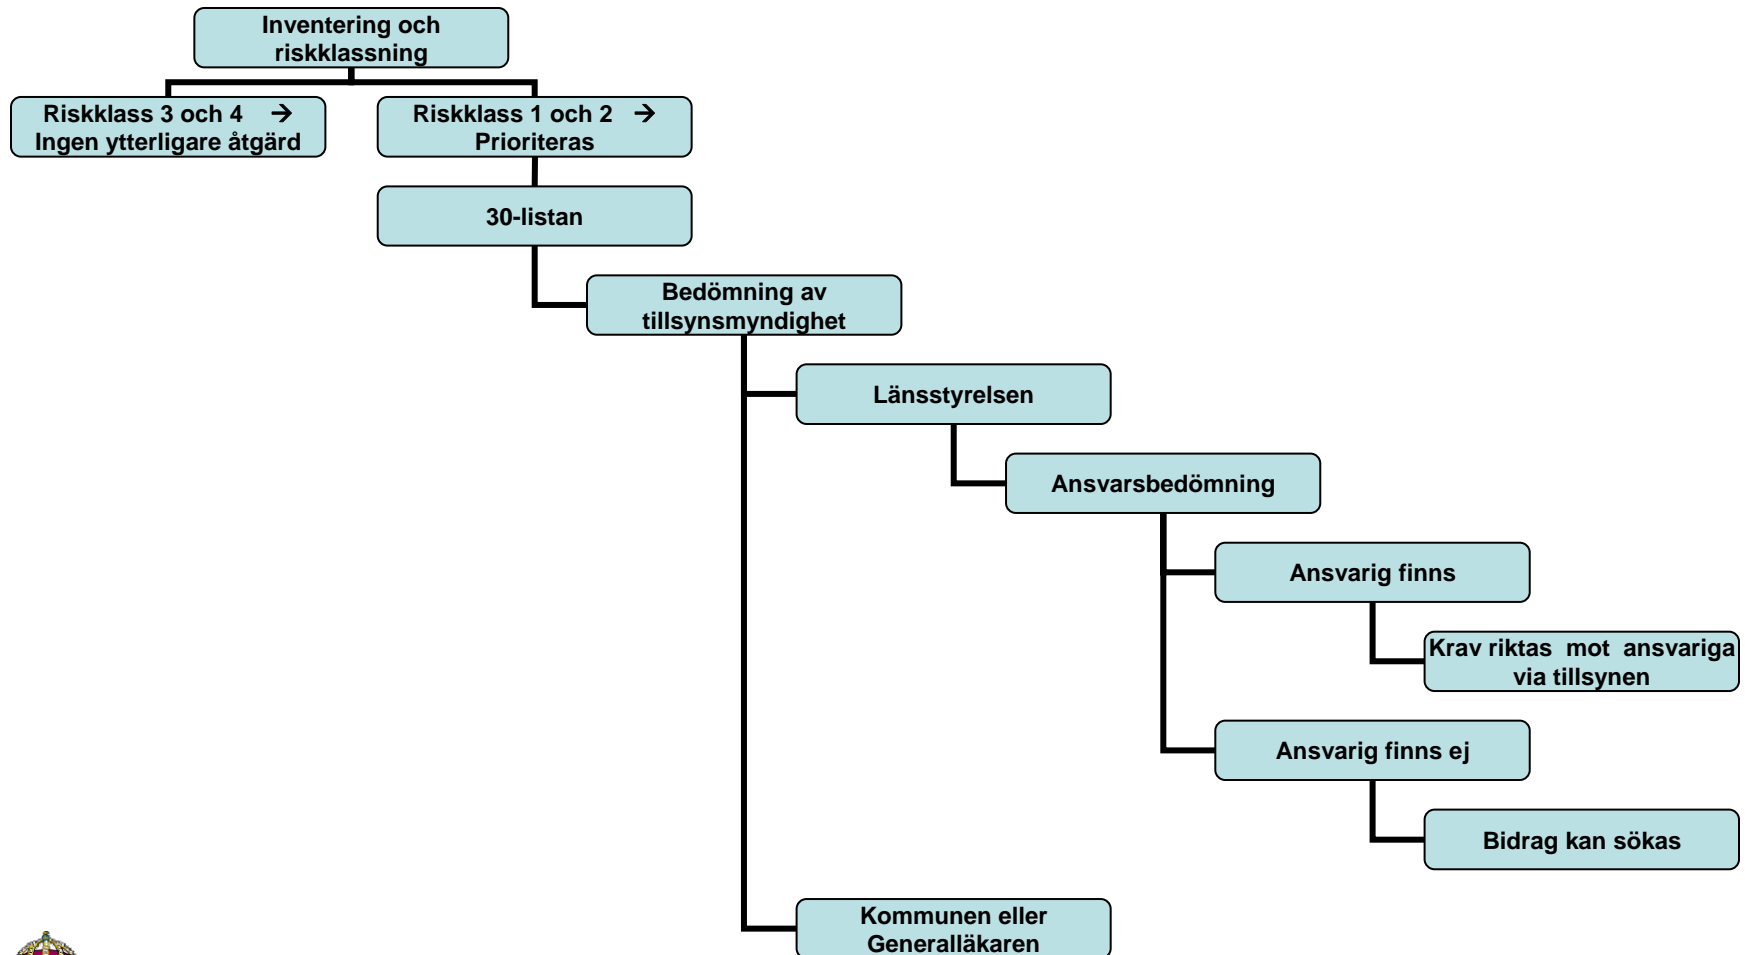 Inventering och
riskklassning
Riskklass 3 och 4 →
Ingen ytterligare åtgärd
Riskklass 1 och 2 →
Prioriteras
30-listan
Bedömning av
tillsynsmyndighet
Länsstyrelsen
Ansvarsbedömning
Ansvarig finns
Krav riktas mot ansvariga
via tillsynen
Ansvarig finns ej
Bidrag kan sökas
Kommunen eller
Generalläkaren